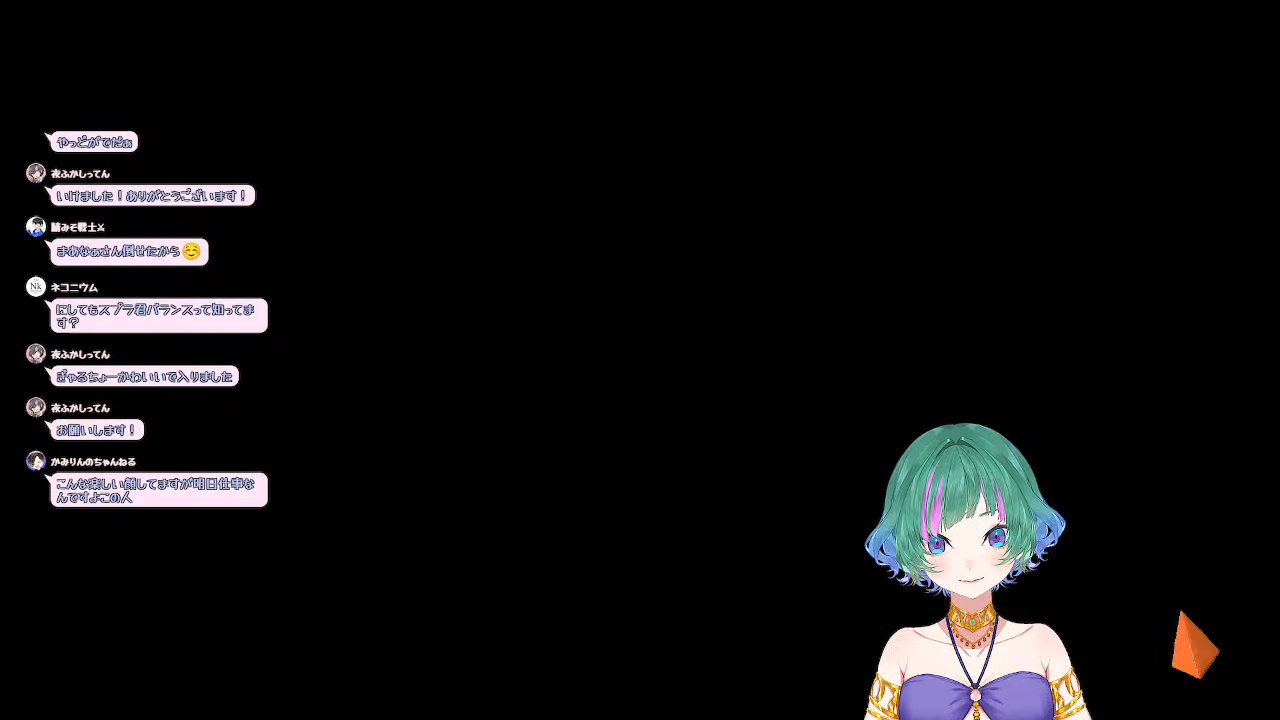 やっどがでだぁ
夜ふかしってん
いけました！ありがとうございます！
鯖みそ戦士⚔
まあなぁさん倒せたから☺️
Nk
ネコニウム
にしてもスプラ君バランスって知ってま
す？
夜ふかしってん
ぎゃるちょーかわいいで入りました
夜ふかしってん
お願いします！
かみりんのちゃんねる
こんな楽しい顔してますが明日仕事な
んですよこの人